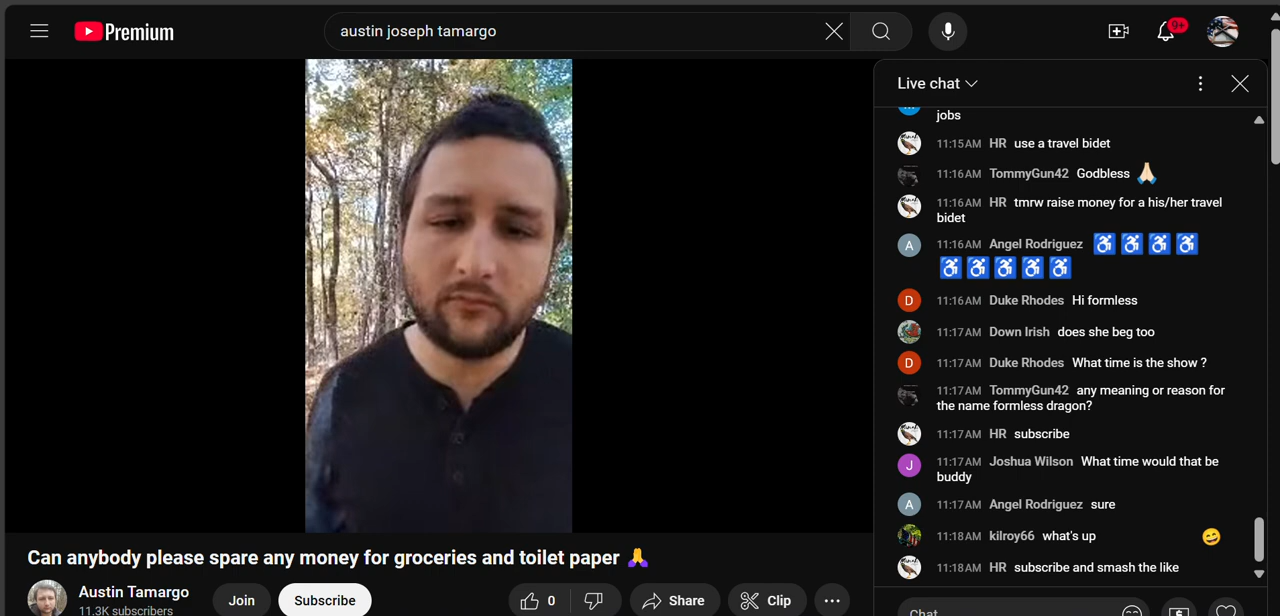 Premium
austin joseph tamargo
9+
Live chat
jobs
11:15 AM HR use a travel bidet
11:16 AM TommyGun42 Godbless 🙏🏻
11:16 AM HR tmrw raise money for a his/her travel
bidet
A
11:16 AM Angel Rodriguez ♿♿♿♿
♿♿♿♿♿
D
11:16 AM Duke Rhodes Hi formless
11:17 AM Down Irish does she beg too
D
11:17 AM Duke Rhodes What time is the show ?
11:17 AM TommyGun42 any meaning or reason for
the name formless dragon?
11:17 AM HR subscribe
J
11:17 AM Joshua Wilson What time would that be
buddy
A
11:17 AM Angel Rodriguez sure
11:18 AM kilroy66 what's up
11:18 AM HR subscribe and smash the like
Chat
Can anybody please spare any money for groceries and toilet paper 🙏
Austin Tamargo
11.3K subscribers
Join
Subscribe
0
Share
Clip